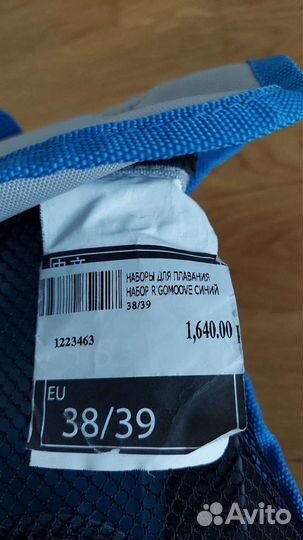 НАБОРЫ ДЛЯ ПЛАВАНИЯ
НАБОР R'GOMOOVE СИНИЙ
38/39
1223463
1,640.00
EU
38/39
Avito